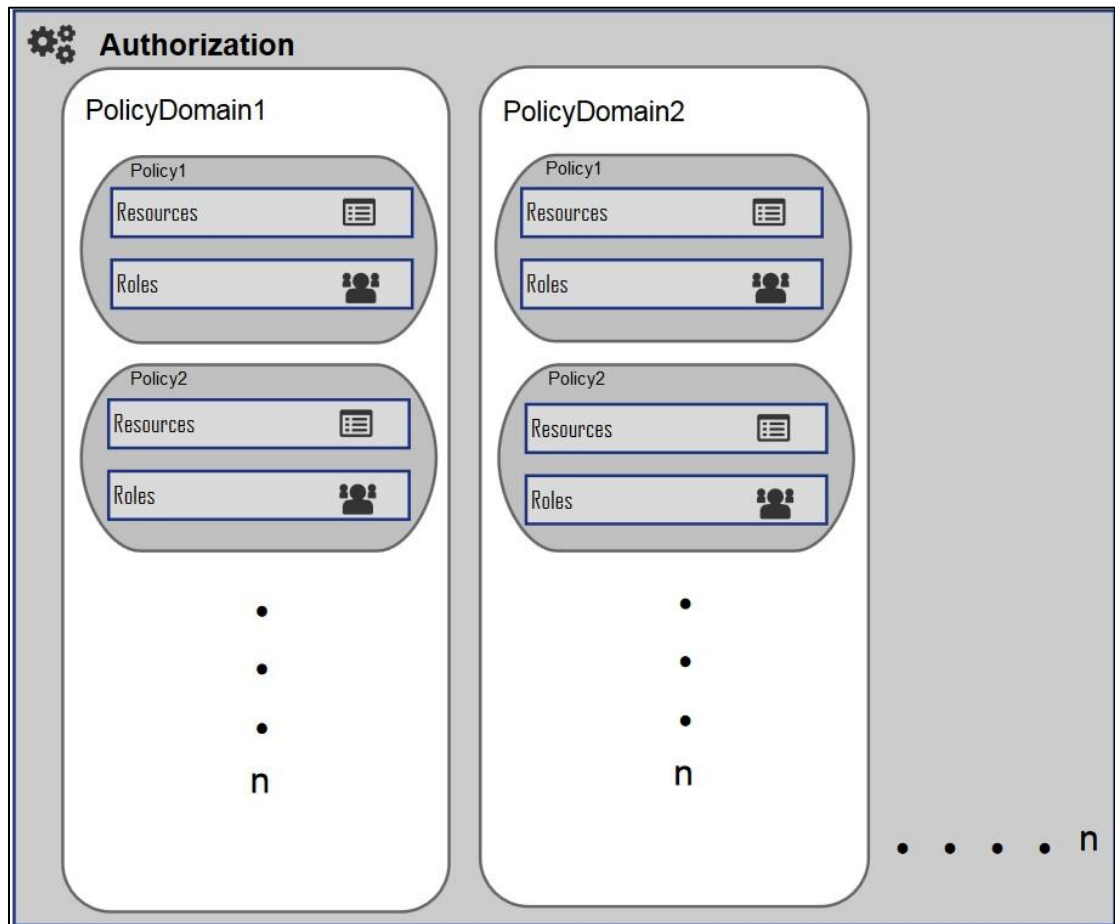 Authorization
PolicyDomain1
Policy1
Resources
Roles
Policy2
Resources
Roles
n
PolicyDomain2
Policy1
Resources
Roles
Policy2
Resources
Roles
n
n